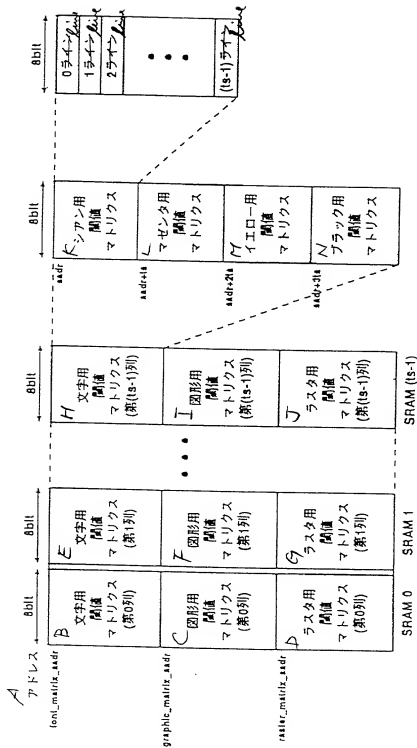 A
アドレス
font_matrix_sadr
graphic_matrix_sadr
raster_matrix_sadr
8bit
B
文字用
閾値
マトリクス
(第0列)
C
図形用
閾値
マトリクス
(第0列)
D
ラスタ用
閾値
マトリクス
(第0列)
SRAM 0
8bit
E
文字用
閾値
マトリクス
(第1列)
F
図形用
閾値
マトリクス
(第1列)
G
ラスタ用
閾値
マトリクス
(第1列)
SRAM 1
• • •
8bit
H
文字用
閾値
マトリクス
(第(ts-1)列)
I
図形用
閾値
マトリクス
(第(ts-1)列)
J
ラスタ用
閾値
マトリクス
(第(ts-1)列)
SRAM (ts-1)
8bit
sadr
K
シアン用
閾値
マトリクス
sadr+ta
L
マゼンタ用
閾値
マトリクス
sadr+2ta
M
イエロー用
閾値
マトリクス
sadr+3ta
N
ブラック用
閾値
マトリクス
8bit
0ライン line
1ライン line
2ライン line
• • •
(ts-1)ライン line